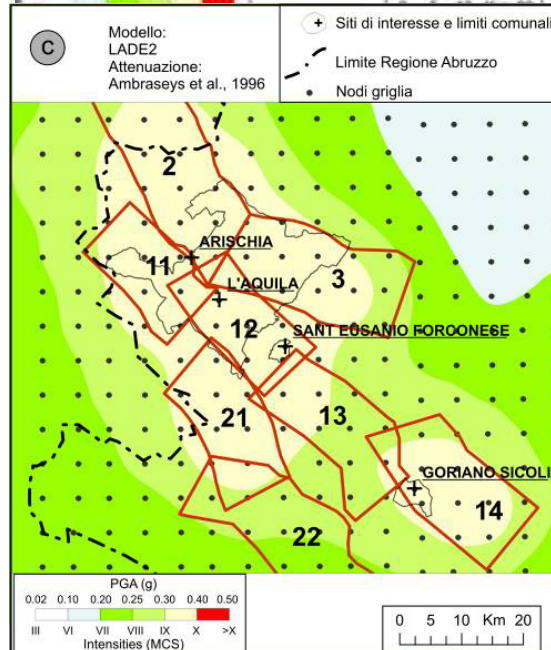 C
Modello:
LADE2
Attenuazione:
Ambraseys et al., 1996
Siti di interesse e limiti comunali
Limite Regione Abruzzo
Nodi griglia
2
ARISCHIA
11
3
L'AQUILA
12
SANT EUSANIO FORCONESE
21
13
GORIANO SICOLI
14
22
PGA (g)
0.02 0.10 0.20 0.25 0.30 0.40 0.50
III VI VII VIII IX X >X
Intensities (MCS)
0 5 10 Km 20